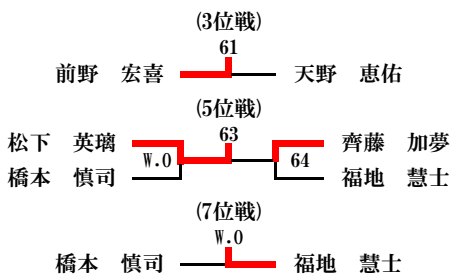 (3位戦)
61
前野 宏喜 天野 恵佑
(5位戦)
松下 英璃 63 齊藤 加夢
W.O 64
橋本 慎司 福地 慧士
(7位戦)
W.O
橋本 慎司 福地 慧士